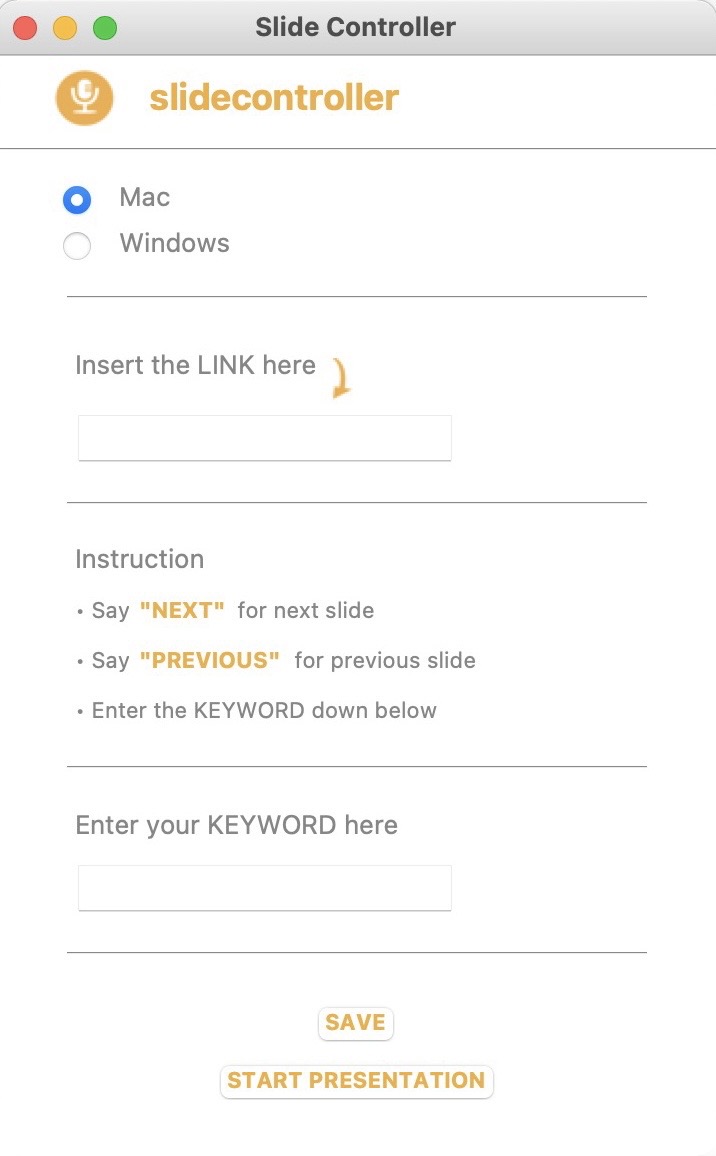 Slide Controller
slidecontroller
Mac
Windows
Insert the LINK here
Instruction
• Say "NEXT" for next slide
• Say "PREVIOUS" for previous slide
• Enter the KEYWORD down below
Enter your KEYWORD here
SAVE
START PRESENTATION